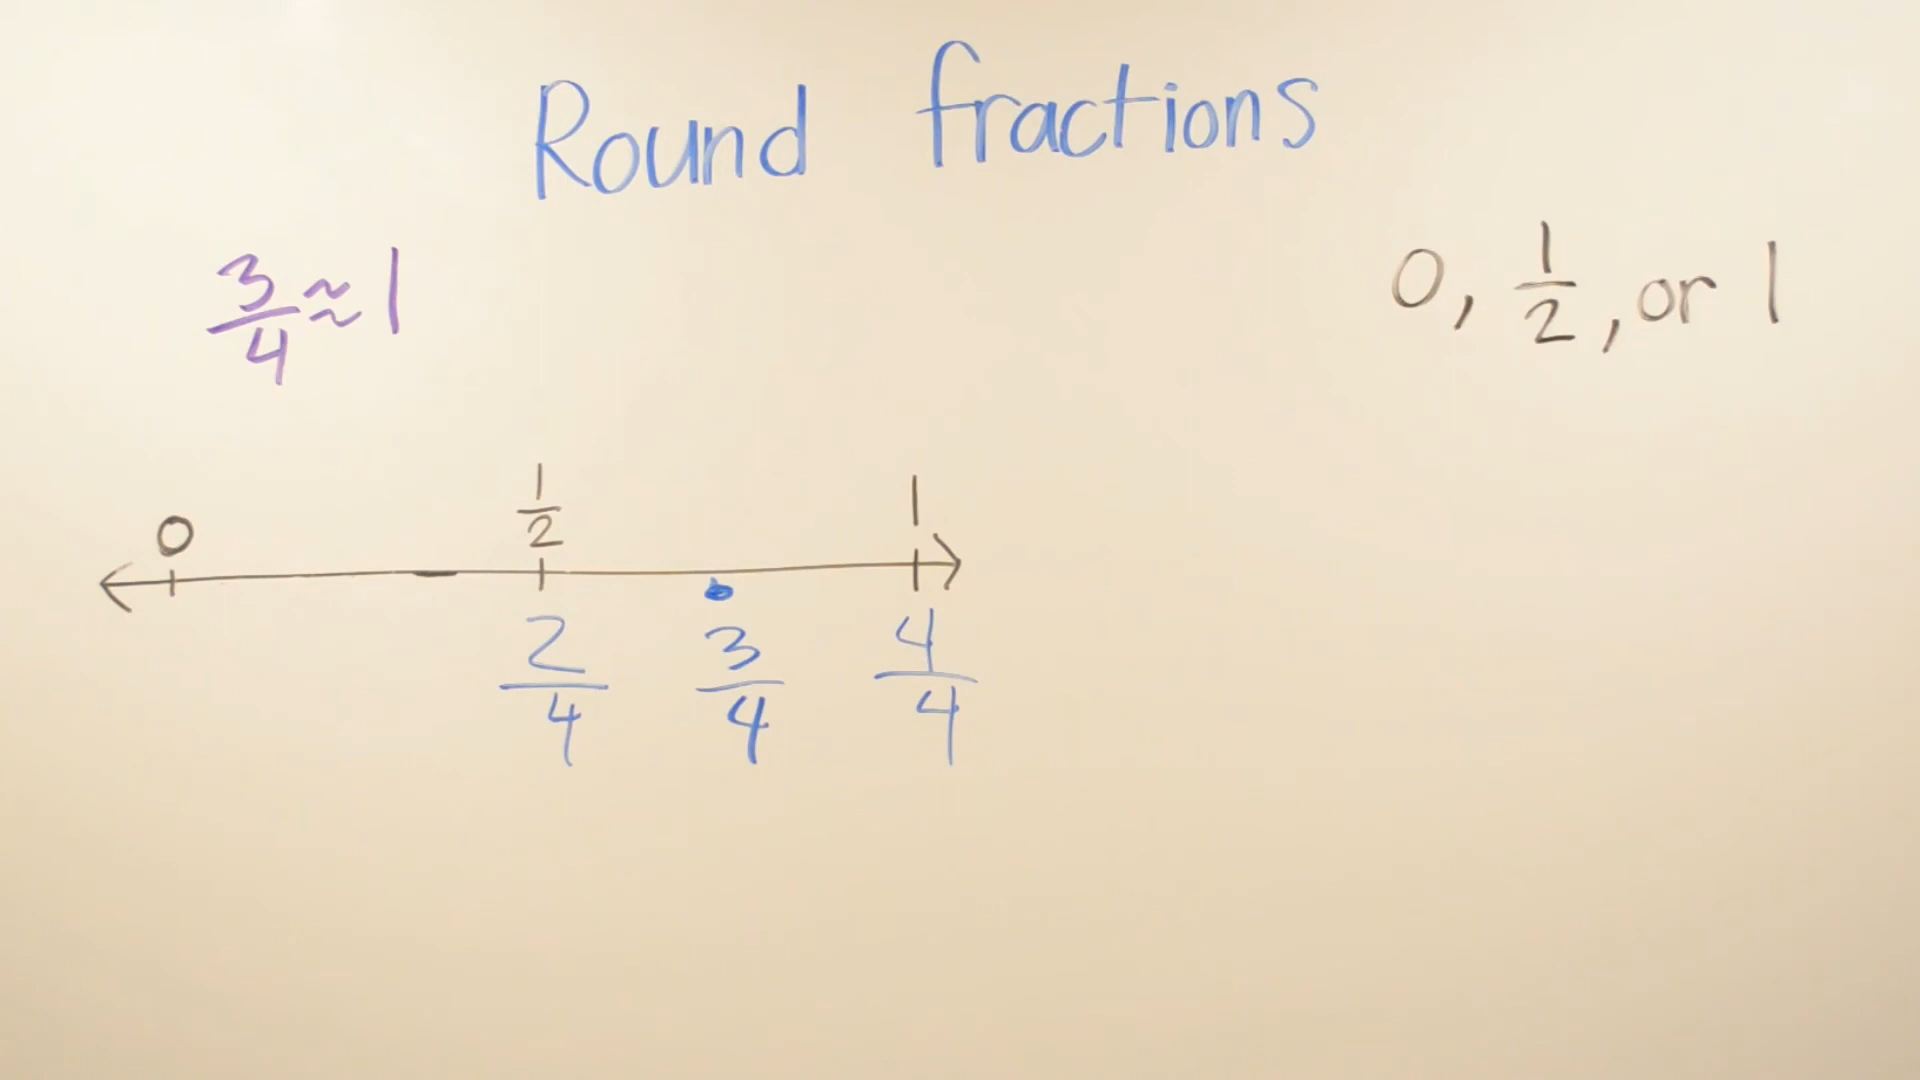 Round fractions
3/4 ≈ 1
0, 1/2, or 1
0 1/2 1
2/4 3/4 4/4